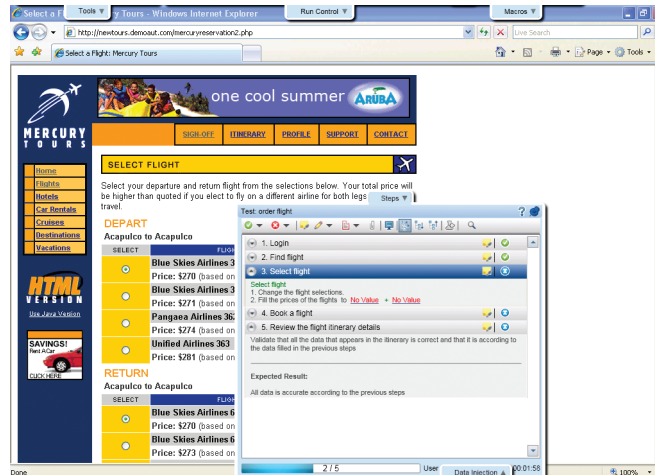 Select a F
Tools
ry Tours - Windows Internet Explorer
Run Control
Macros
http://newtours.demoaut.com/mercuryreservation2.php
Live Search
Select a Flight: Mercury Tours
Page
Tools
one cool summer
ARUBA
MERCURY
TOURS
SIGN-OFF
ITINERARY
PROFILE
SUPPORT
CONTACT
SELECT FLIGHT
Home
Flights
Hotels
Car Rentals
Cruises
Destinations
Vacations
HTML
VERSION
Use Java Version
SAVINGS!
Rent A Car
CLICK HERE
Select your departure and return flight from the selections below. Your total price will
be higher than quoted if you elect to fly on a different airline for both legs
travel.
DEPART
Acapulco to Acapulco
SELECT
FLIGH
Blue Skies Airlines 3
Price: $270 (based on
Blue Skies Airlines 3
Price: $271 (based on
Pangaea Airlines 362
Price: $274 (based on
Unified Airlines 363
Price: $281 (based on
RETURN
Acapulco to Acapulco
SELECT
FLIGH
Blue Skies Airlines 6
Price: $270 (based on
Blue Skies Airlines 6
Price: $273 (based on
Steps
Test: order flight
1. Login
2. Find flight
3. Select flight
Select flight
1. Change the flight selections.
2. Fill the prices of the flights to No Value + No Value
4. Book a flight
5. Review the flight itinerary details
Validate that all the data that appears in the itinerary is correct and that it is according to
the data filled in the previous steps
Expected Result:
All data is accurate according to the previous steps
2 / 5
User
Data Injection
00:01:58
Done
100%